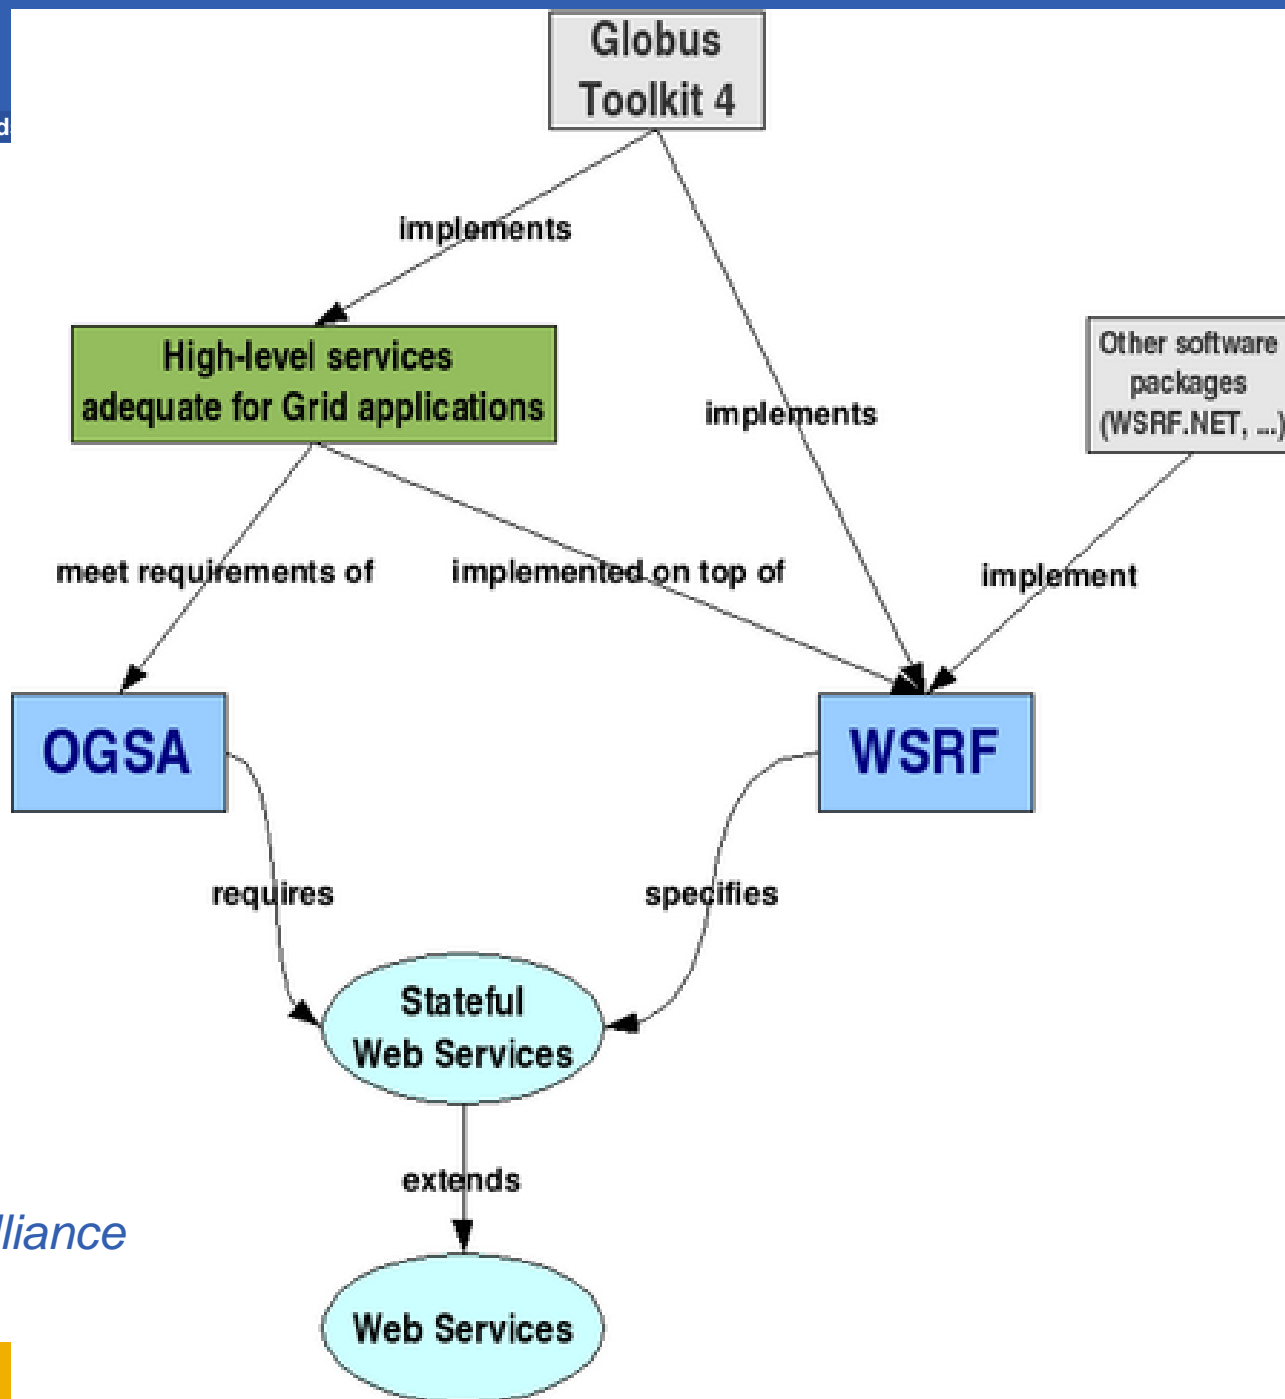 Globus
Toolkit 4
implements
High-level services
adequate for Grid applications
Other software
packages
(WSRF.NET, ...)
implements
meet requirements of
implemented on top of
implement
OGSA
WSRF
requires
specifies
Stateful
Web Services
extends
lliance
Web Services